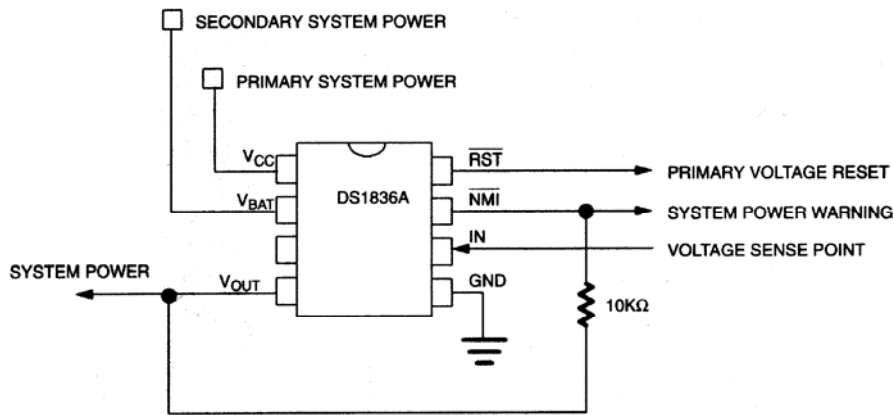 SECONDARY SYSTEM POWER
PRIMARY SYSTEM POWER
VCC
RST
PRIMARY VOLTAGE RESET
DS1836A
VBAT
NMI
SYSTEM POWER WARNING
IN
VOLTAGE SENSE POINT
SYSTEM POWER
VOUT
GND
10KΩ